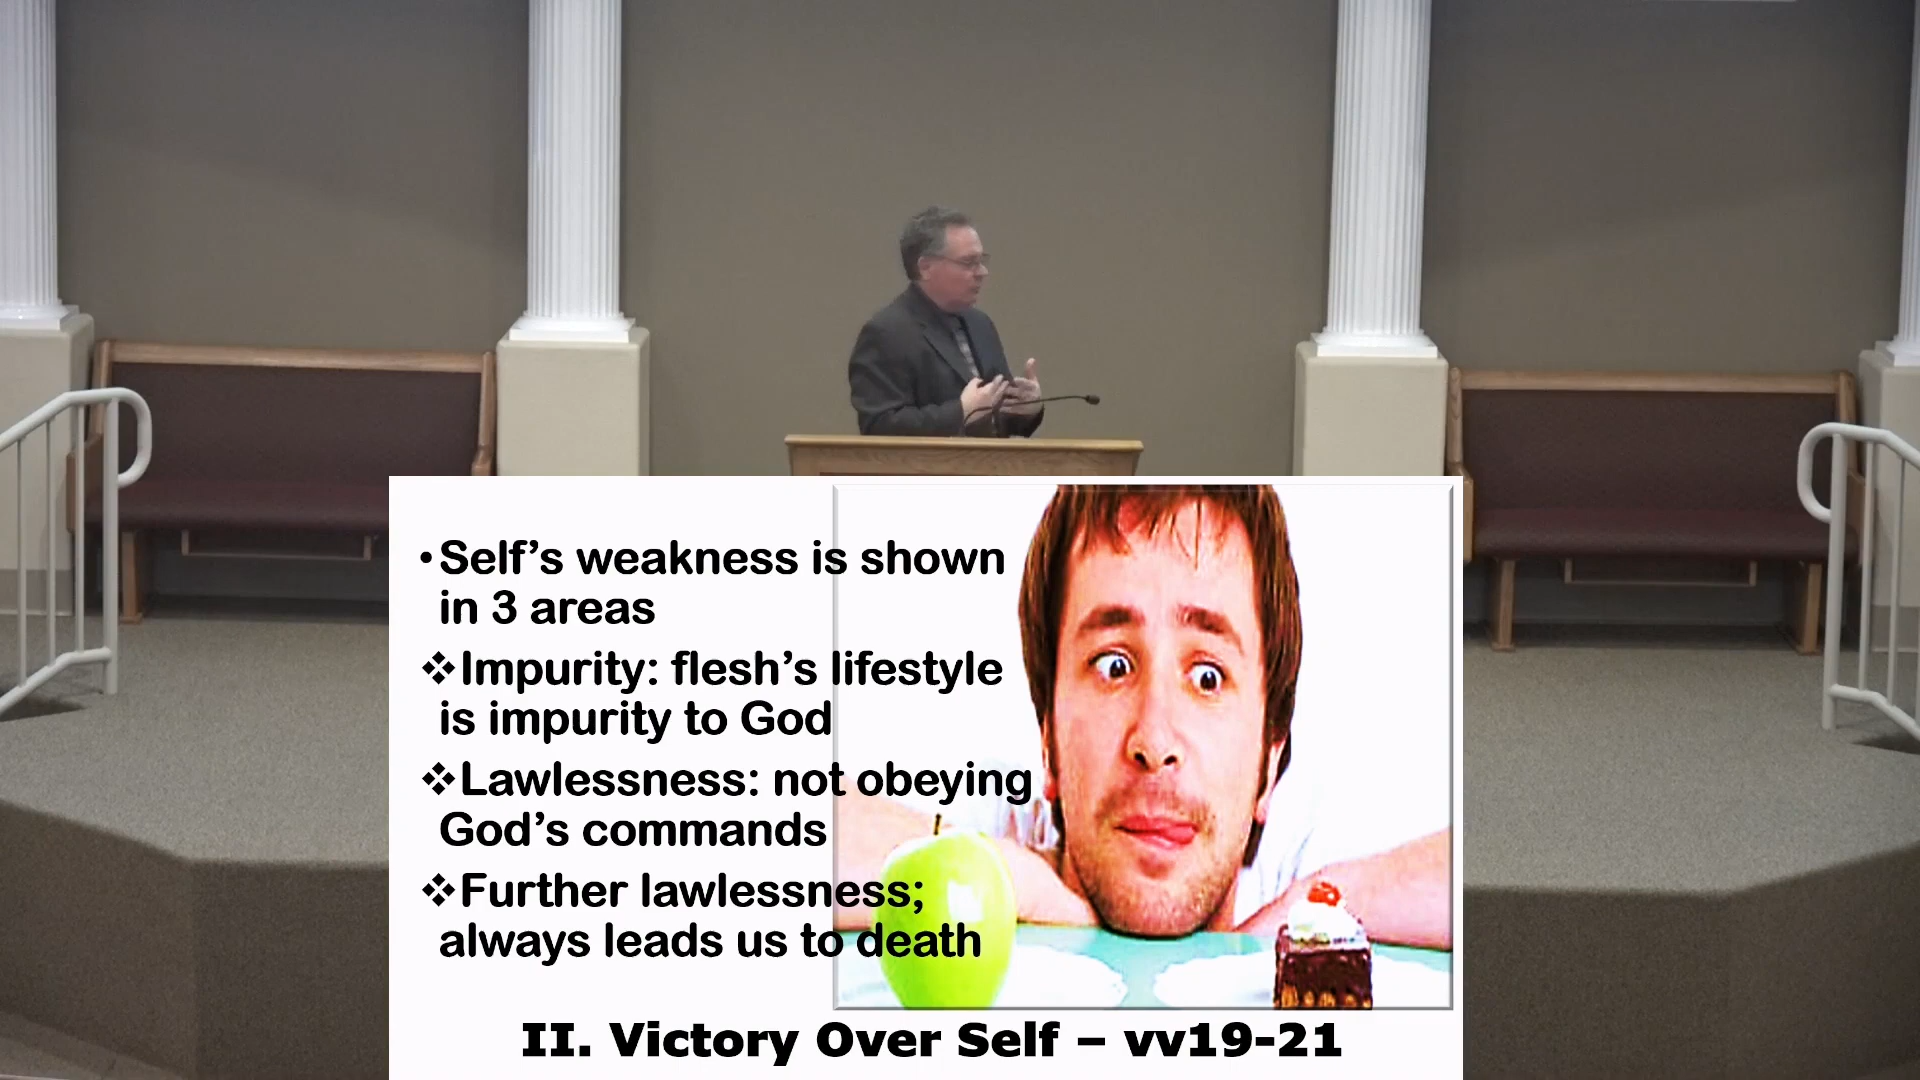 •Self’s weakness is shown
in 3 areas
❖Impurity: flesh’s lifestyle
is impurity to God
❖Lawlessness: not obeying
God’s commands
❖Further lawlessness;
always leads us to death
II. Victory Over Self – vv19-21